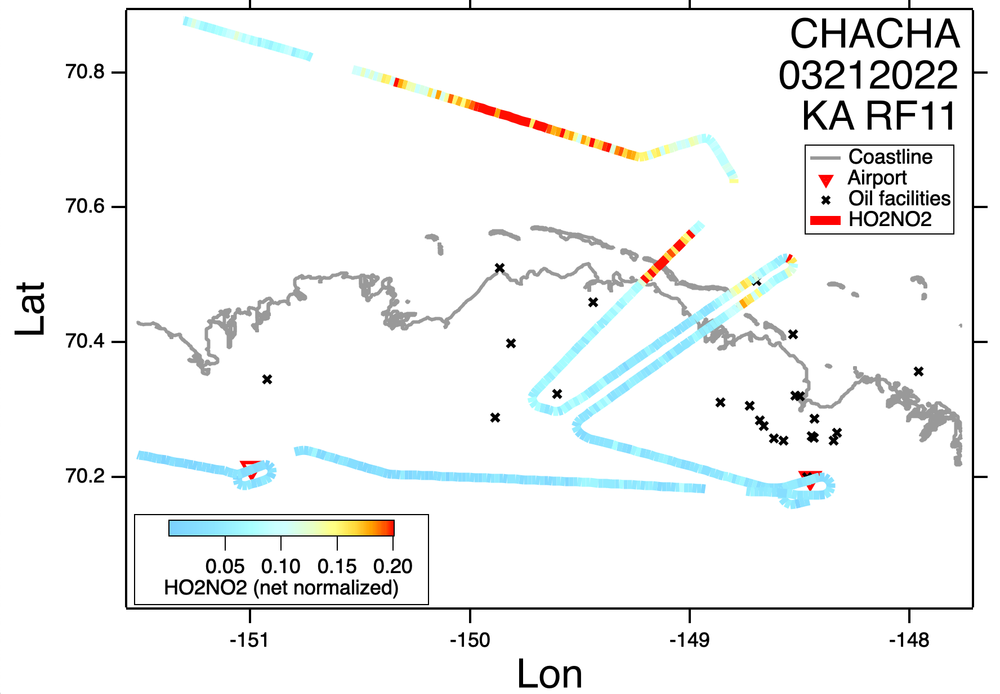 CHACHA
03212022
KA RF11
Coastline
Airport
Oil facilities
HO2NO2
70.8
70.6
70.4
70.2
Lat
0.05 0.10 0.15 0.20
HO2NO2 (net normalized)
-151 -150 -149 -148
Lon